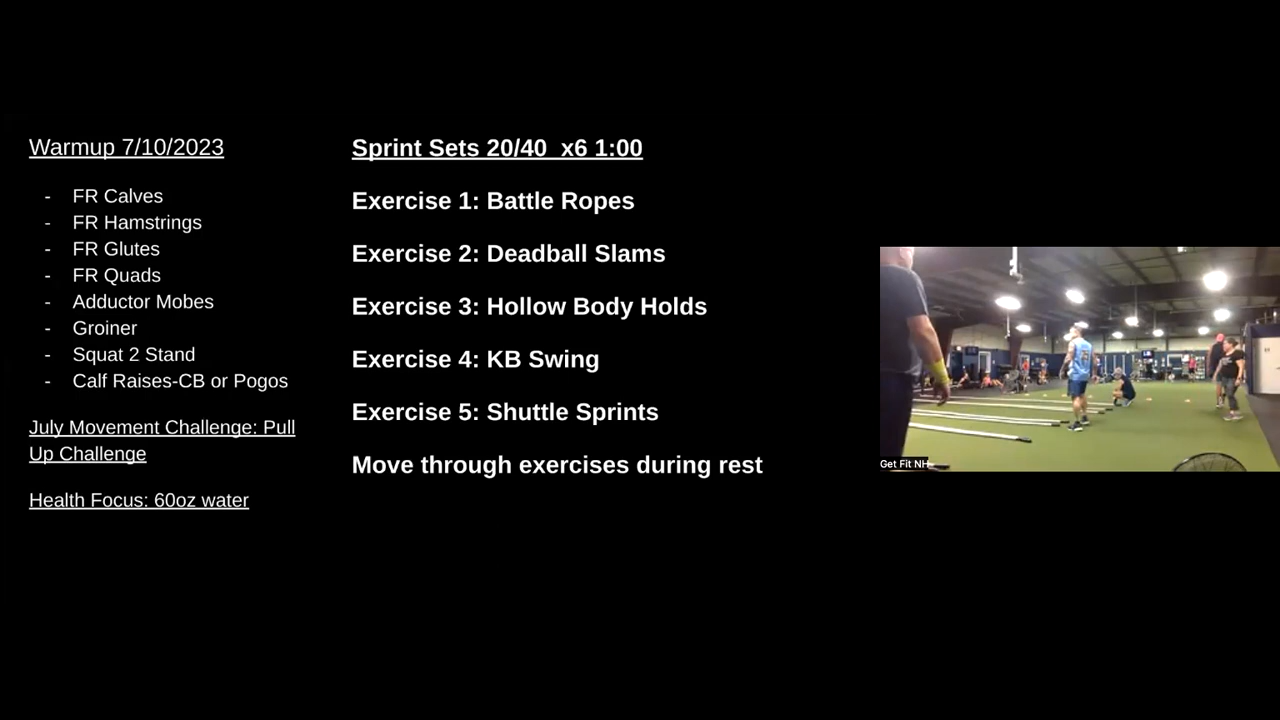 Warmup 7/10/2023
- FR Calves
- FR Hamstrings
- FR Glutes
- FR Quads
- Adductor Mobes
- Groiner
- Squat 2 Stand
- Calf Raises-CB or Pogos
July Movement Challenge: Pull
Up Challenge
Health Focus: 60oz water
Sprint Sets 20/40  x6 1:00
Exercise 1: Battle Ropes
Exercise 2: Deadball Slams
Exercise 3: Hollow Body Holds
Exercise 4: KB Swing
Exercise 5: Shuttle Sprints
Move through exercises during rest
Get Fit NH